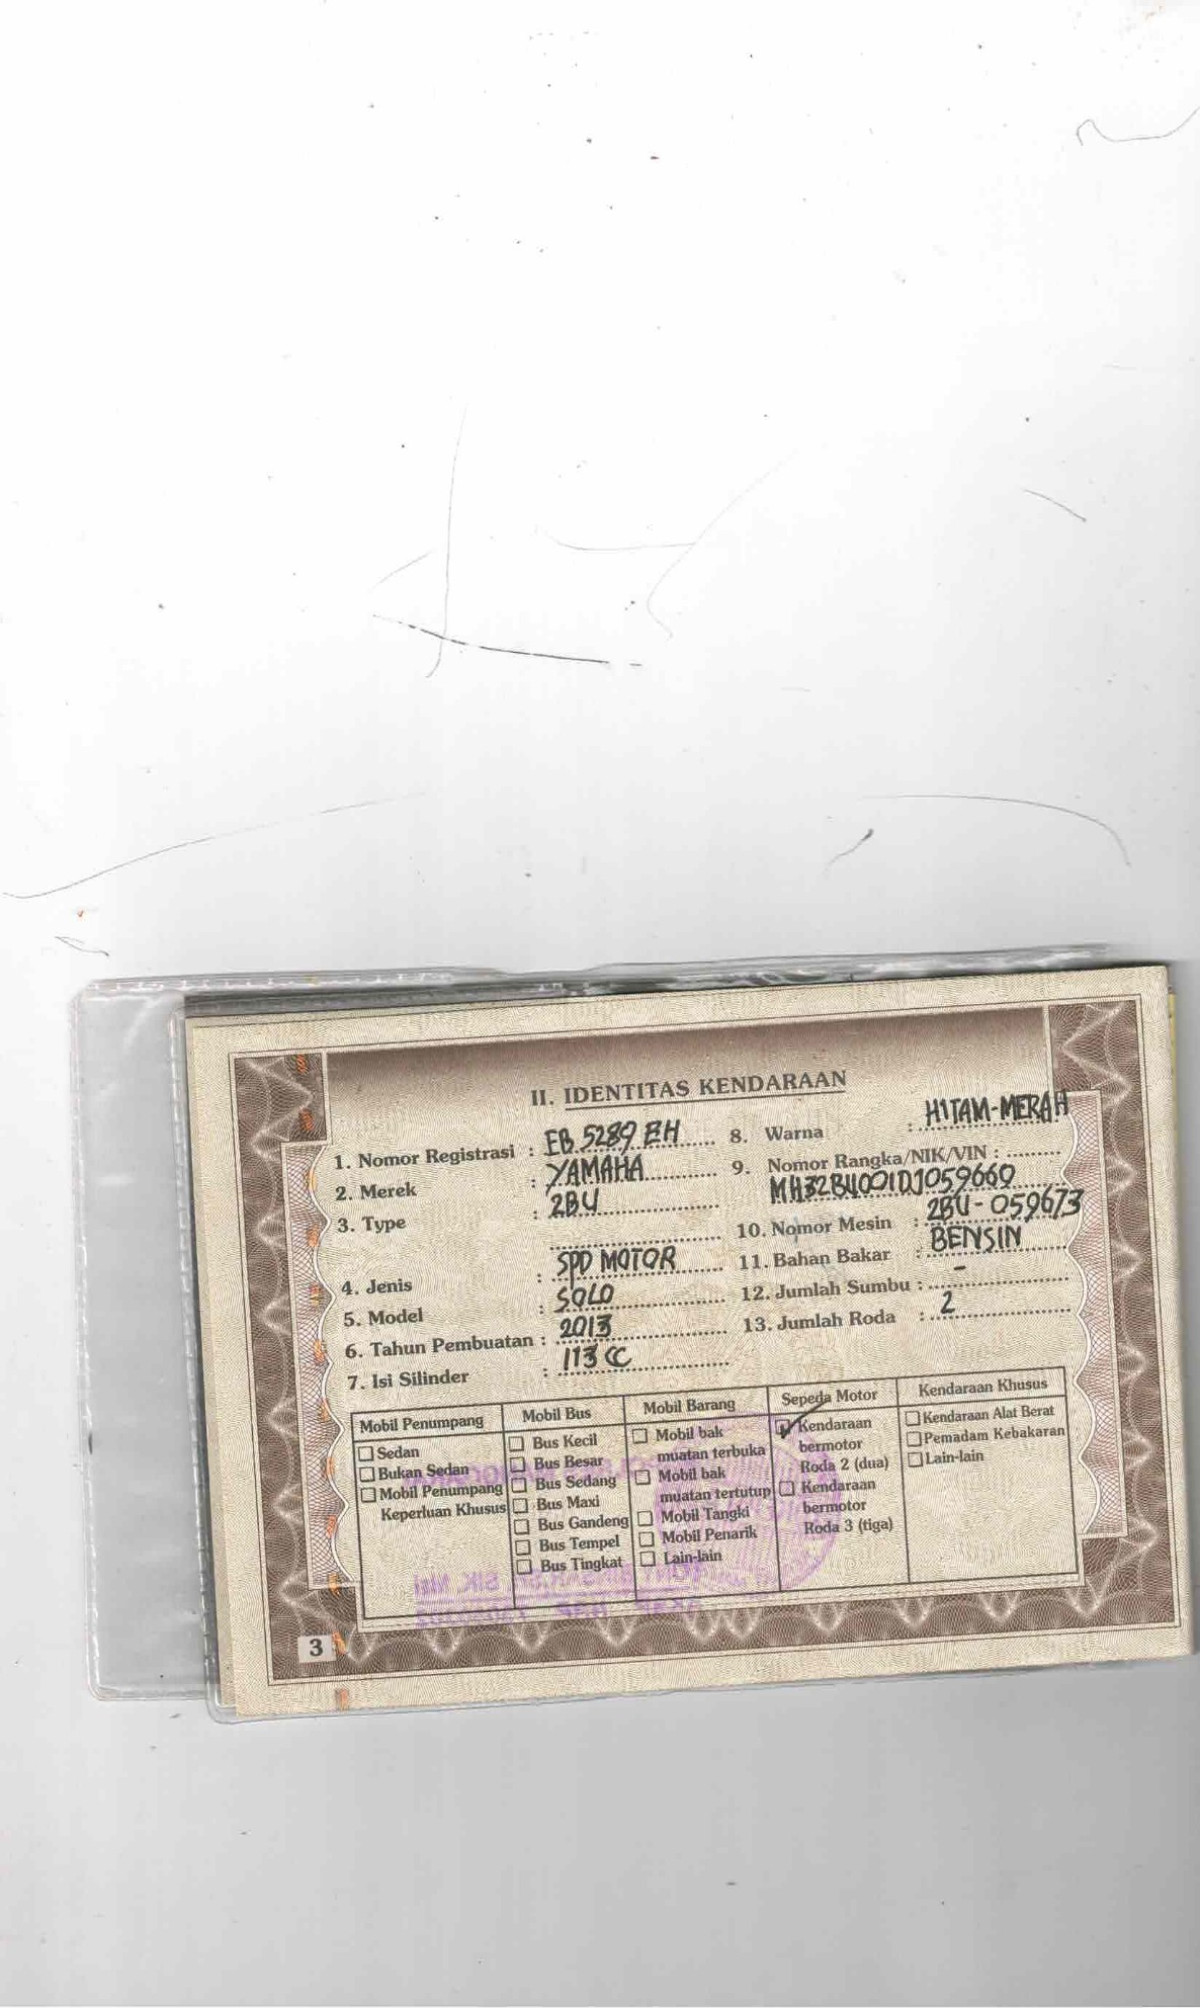 II. IDENTITAS KENDARAAN
1. Nomor Registrasi : EB 5289 BH
2. Merek : YAMAHA
3. Type : 2BU
4. Jenis : SPD MOTOR
5. Model : SOLO
6. Tahun Pembuatan : 2013
7. Isi Silinder : 113 CC
8. Warna : HITAM-MERAH
9. Nomor Rangka/NIK/VIN :
MH32BU001DJ059660
10. Nomor Mesin : 2BU - 059673
11. Bahan Bakar : BENSIN
12. Jumlah Sumbu : -
13. Jumlah Roda : 2
Mobil Penumpang
Sedan
Bukan Sedan
Mobil Penumpang
Keperluan Khusus
Mobil Bus
Bus Kecil
Bus Besar
Bus Sedang
Bus Maxi
Bus Gandeng
Bus Tempel
Bus Tingkat
Mobil Barang
Mobil bak
muatan terbuka
Mobil bak
muatan tertutup
Mobil Tangki
Mobil Penarik
Lain-lain
Sepeda Motor
Kendaraan
bermotor
Roda 2 (dua)
Kendaraan
bermotor
Roda 3 (tiga)
Kendaraan Khusus
Kendaraan Alat Berat
Pemadam Kebakaran
Lain-lain
3